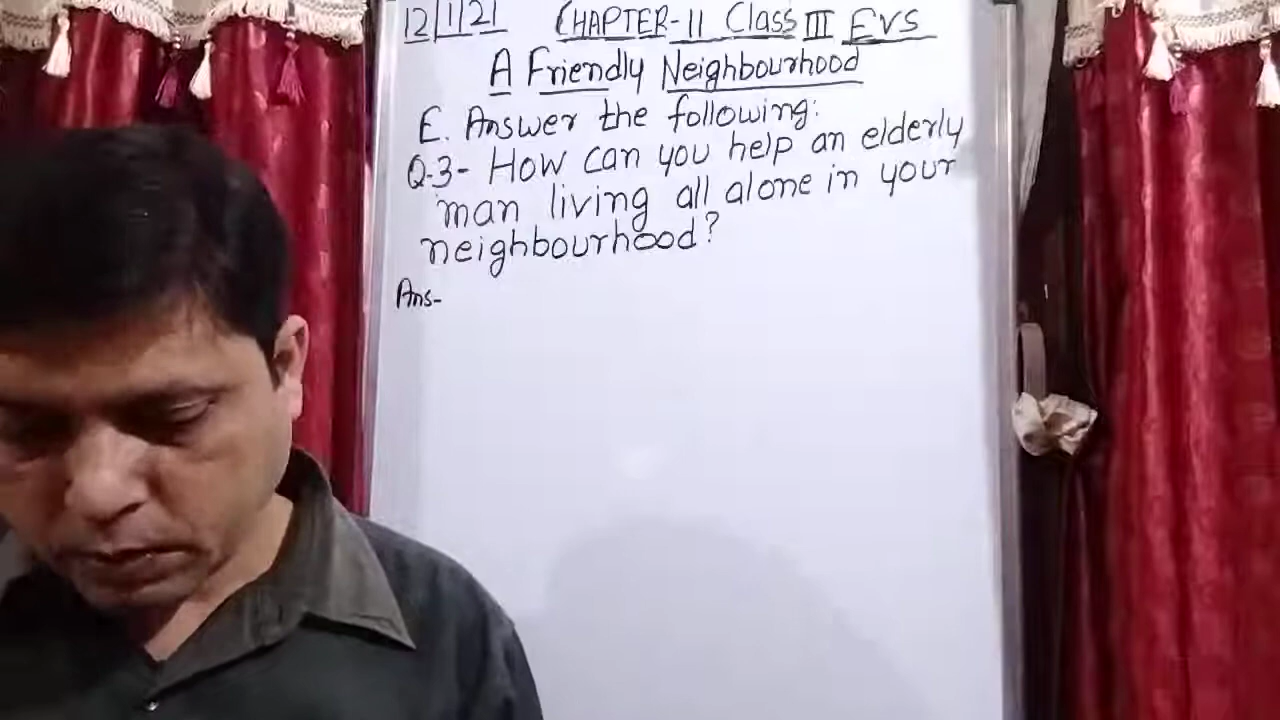 12/1/21 CHAPTER-11 Class III EVS
A Friendly Neighbourhood
E. Answer the following:
Q.3- How can you help an elderly
man living all alone in your
neighbourhood?
Ans-